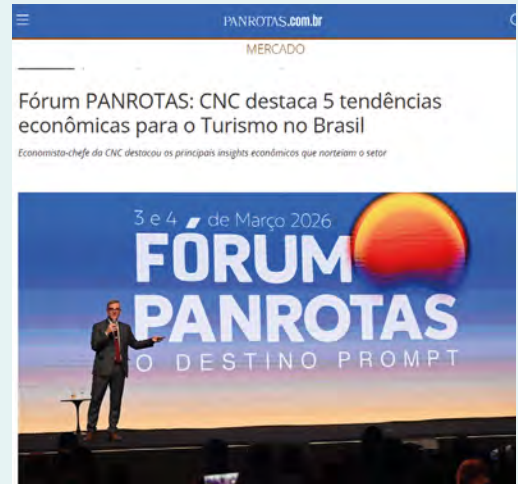 PANROTAS.com.br
MERCADO
Fórum PANROTAS: CNC destaca 5 tendências
econômicas para o Turismo no Brasil
Economista-chefe da CNC destacou os principais insights econômicos que norteiam o setor
3 e 4 de Março 2026
FÓRUM
PANROTAS
O DESTINO PROMPT